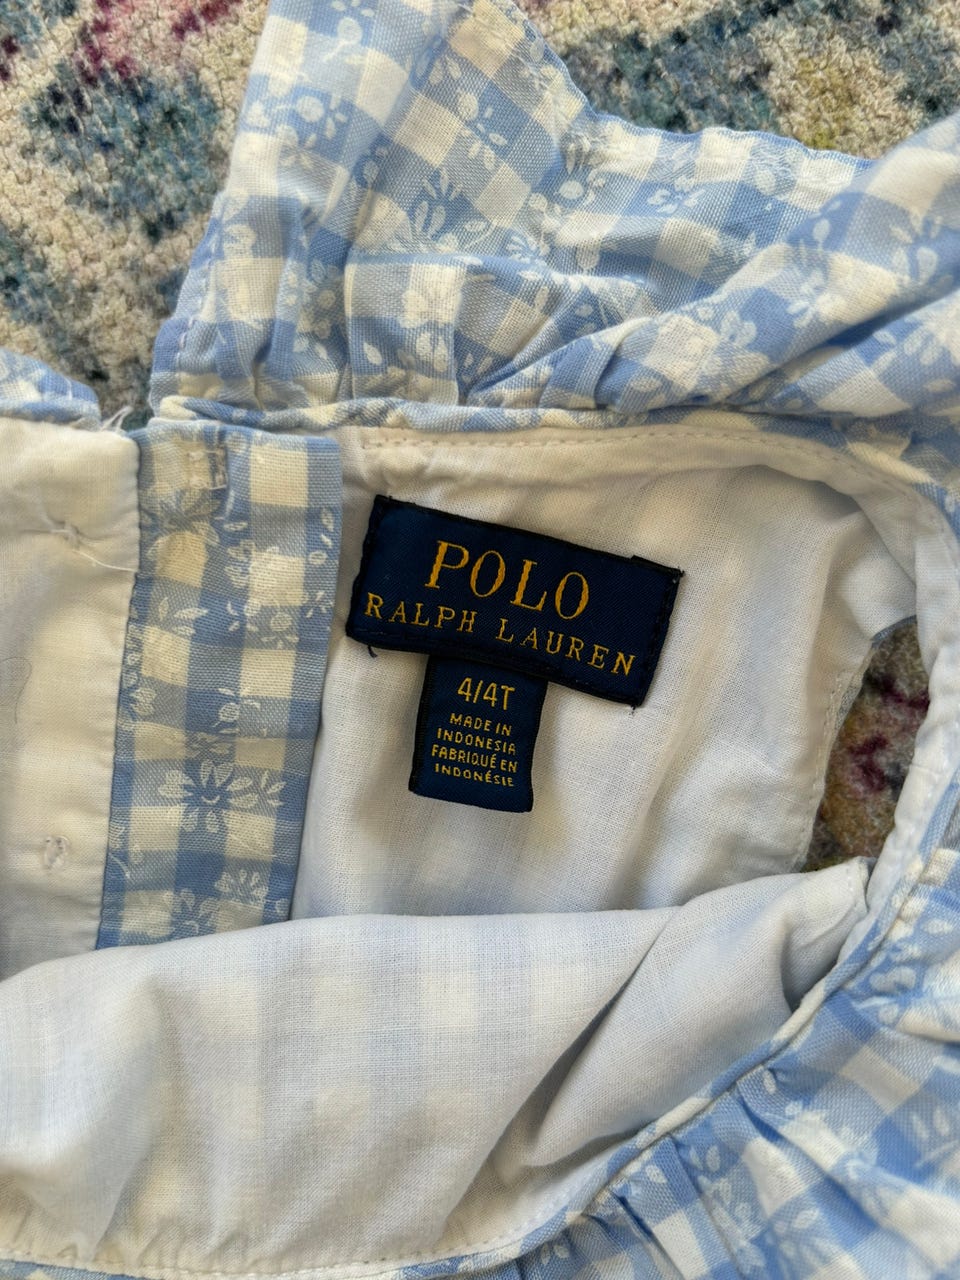 POLO
RALPH LAUREN
4/4T
MADE IN
INDONESIA
FABRIQUÉ EN
INDONÉSIE